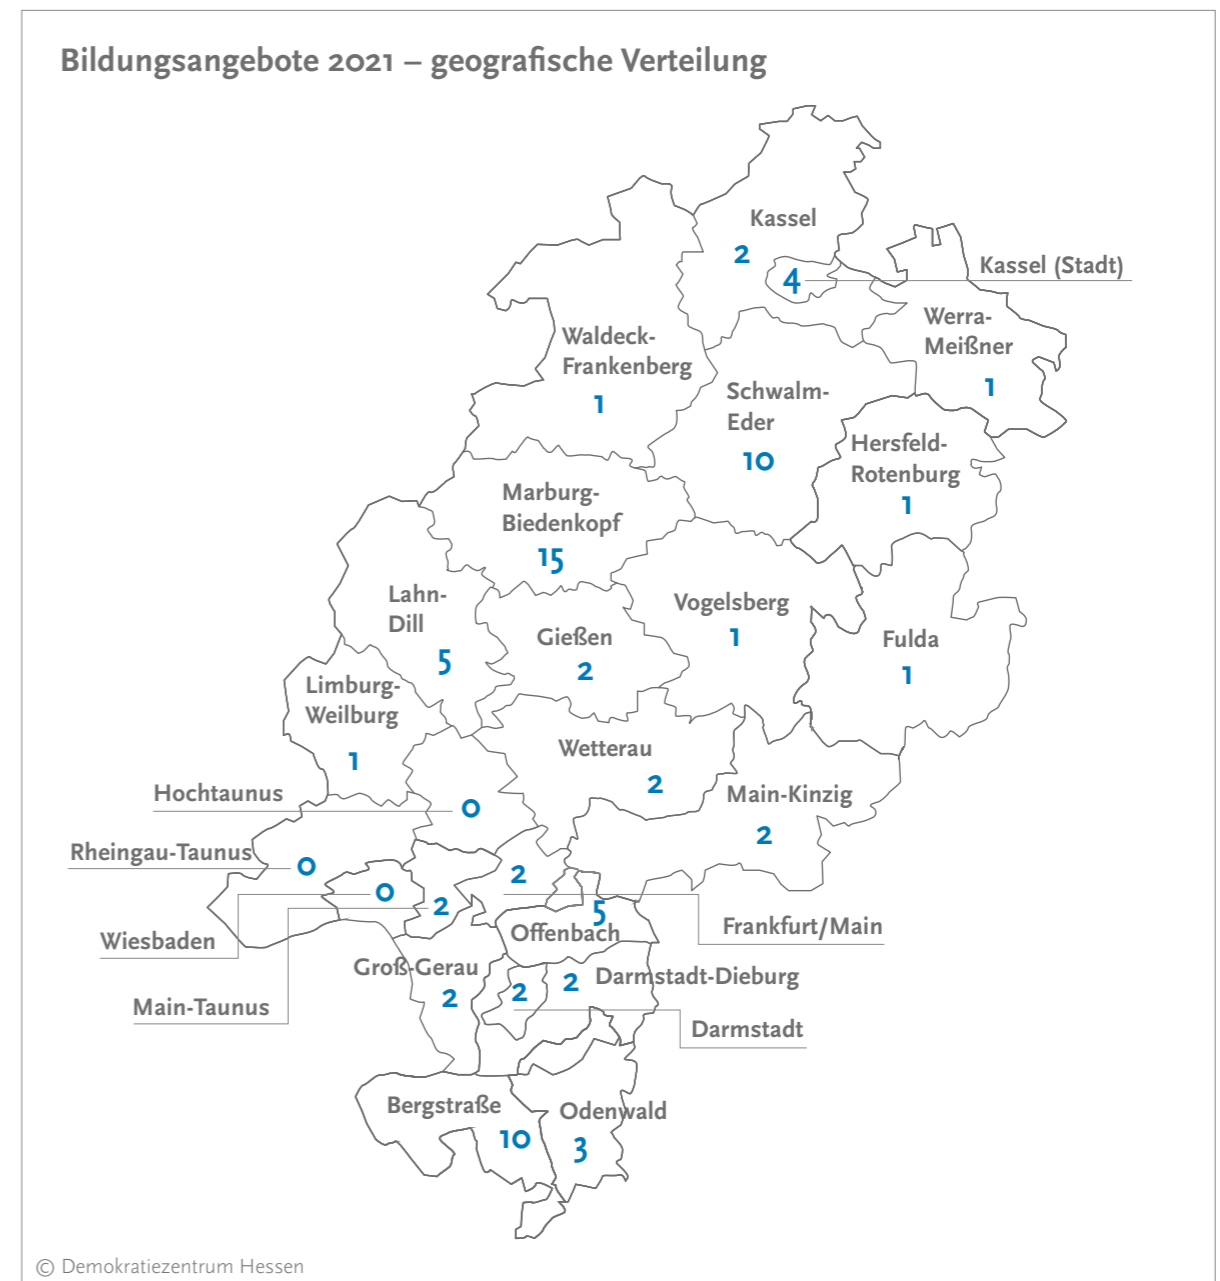 Bildungsangebote 2021 – geografische Verteilung
Kassel
2
4
Kassel (Stadt)
Waldeck-
Frankenberg
1
Werra-
Meißner
1
Schwalm-
Eder
10
Hersfeld-
Rotenburg
1
Marburg-
Biedenkopf
15
Lahn-
Dill
5
Gießen
2
Vogelsberg
1
Fulda
1
Limburg-
Weilburg
1
Wetterau
2
Main-Kinzig
2
Hochtaunus
0
Rheingau-Taunus
0
Wiesbaden
0
Main-Taunus
2
2
Frankfurt/Main
5
Offenbach
Groß-Gerau
2
2
Darmstadt
2
Darmstadt-Dieburg
Bergstraße
10
Odenwald
3
© Demokratiezentrum Hessen